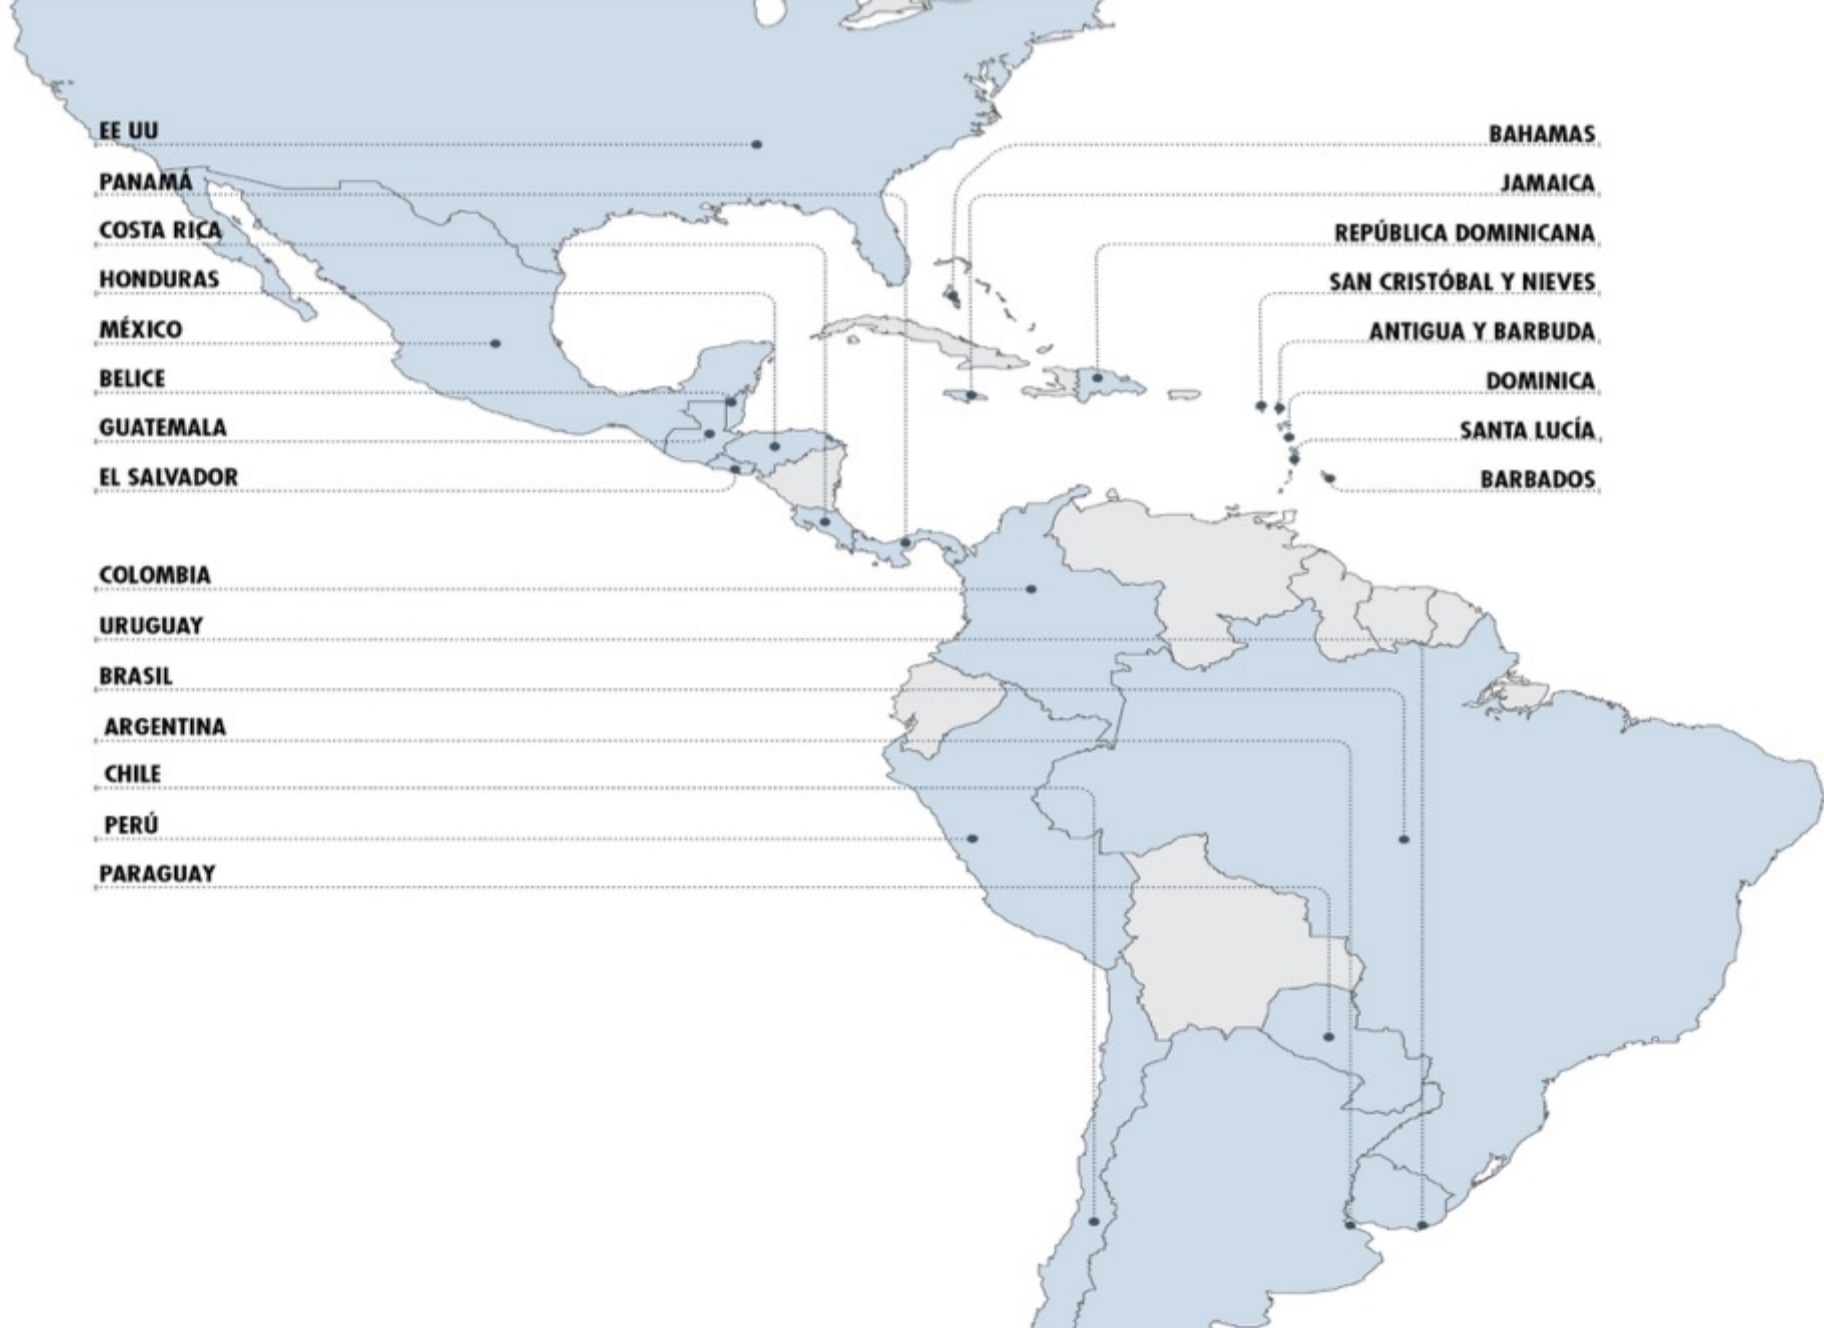 EE UU
PANAMÁ
COSTA RICA
HONDURAS
MÉXICO
BELICE
GUATEMALA
EL SALVADOR
COLOMBIA
URUGUAY
BRASIL
ARGENTINA
CHILE
PERÚ
PARAGUAY
BAHAMAS
JAMAICA
REPÚBLICA DOMINICANA
SAN CRISTÓBAL Y NIEVES
ANTIGUA Y BARBUDA
DOMINICA
SANTA LUCÍA
BARBADOS